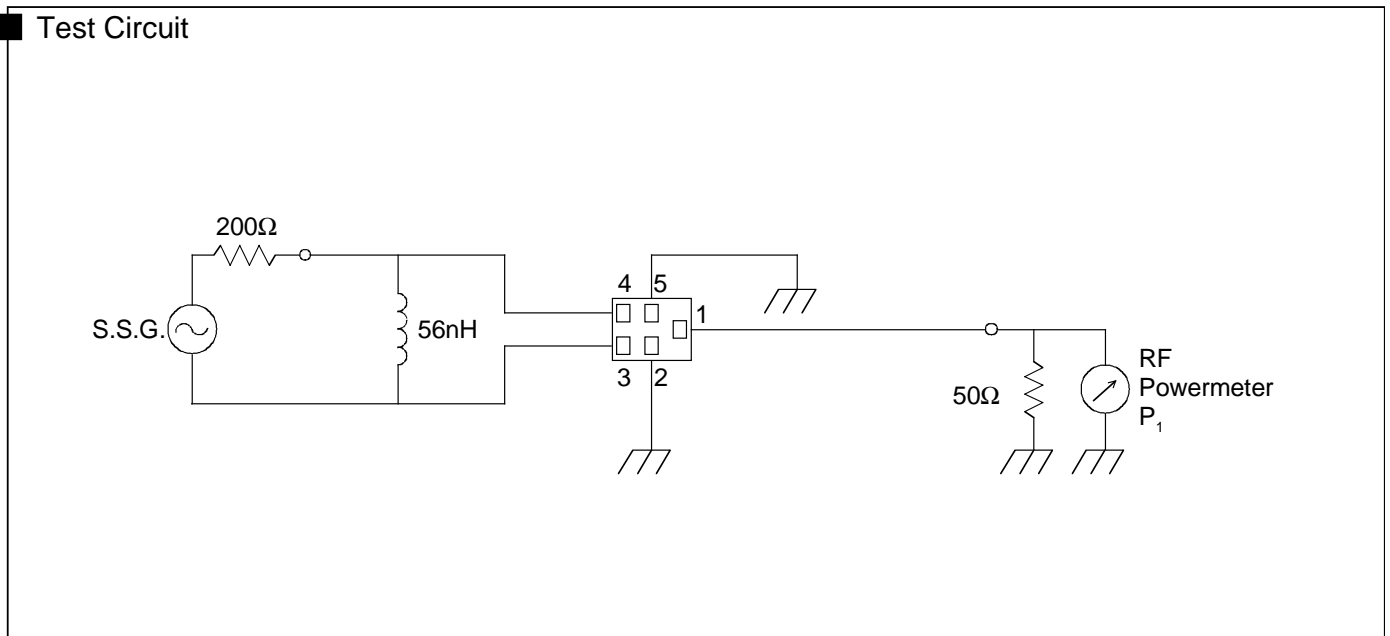 Test Circuit
200Ω
S.S.G.
56nH
4 5
1
3 2
50Ω
RF
Powermeter
P₁